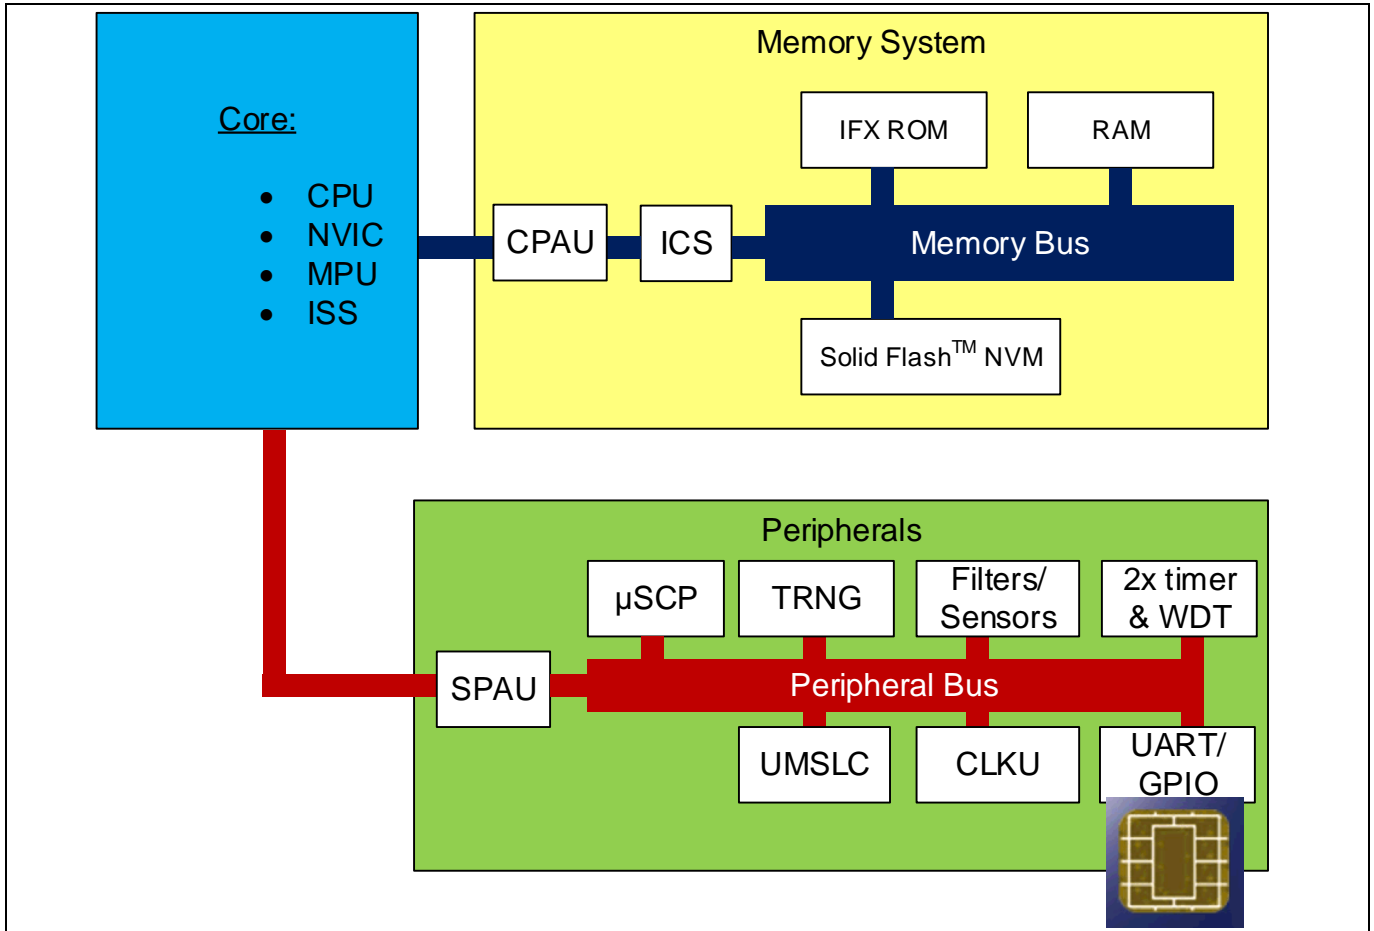 Core:
• CPU
• NVIC
• MPU
• ISS
Memory System
IFX ROM
RAM
CPAU
ICS
Memory Bus
Solid Flash™ NVM
Peripherals
µSCP
TRNG
Filters/
Sensors
2x timer
& WDT
SPAU
Peripheral Bus
UMSLC
CLKU
UART/
GPIO